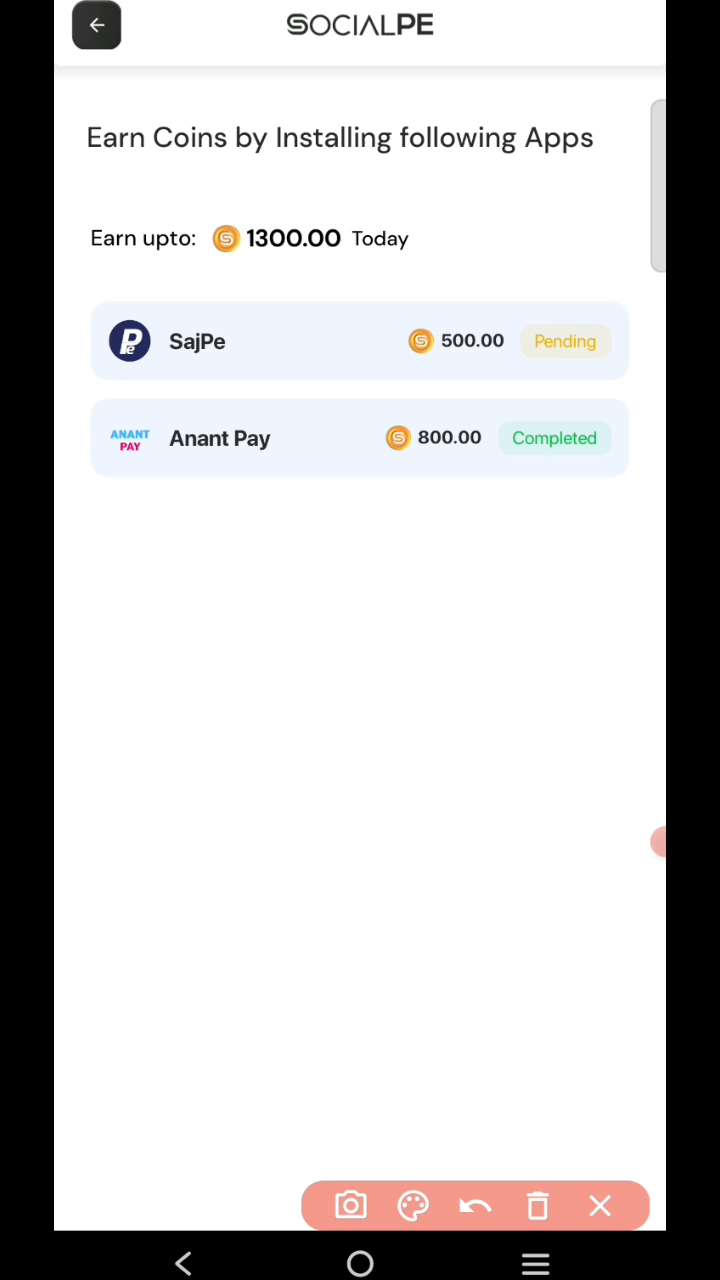 SOCIALPE
Earn Coins by Installing following Apps
Earn upto: S 1300.00 Today
Pe SajPe S 500.00 Pending
ANANT PAY Anant Pay S 800.00 Completed